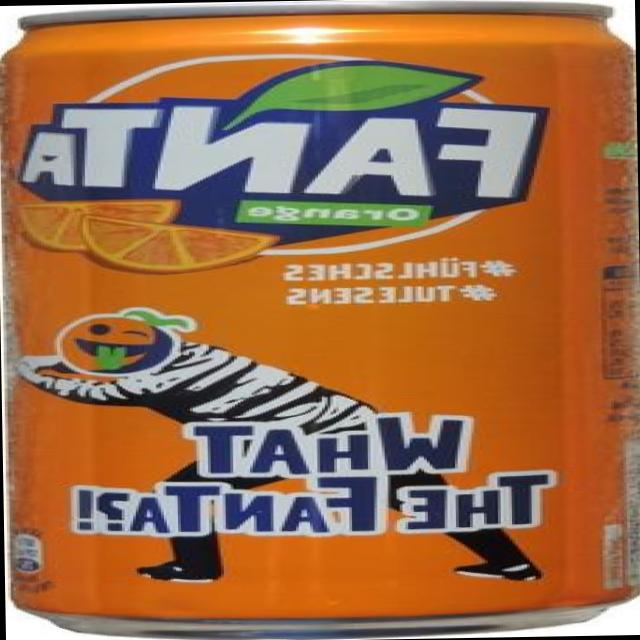 FANTA
Orange
#FÜHLSCHES
#TULESENS
WHAT
THE FANTA?!